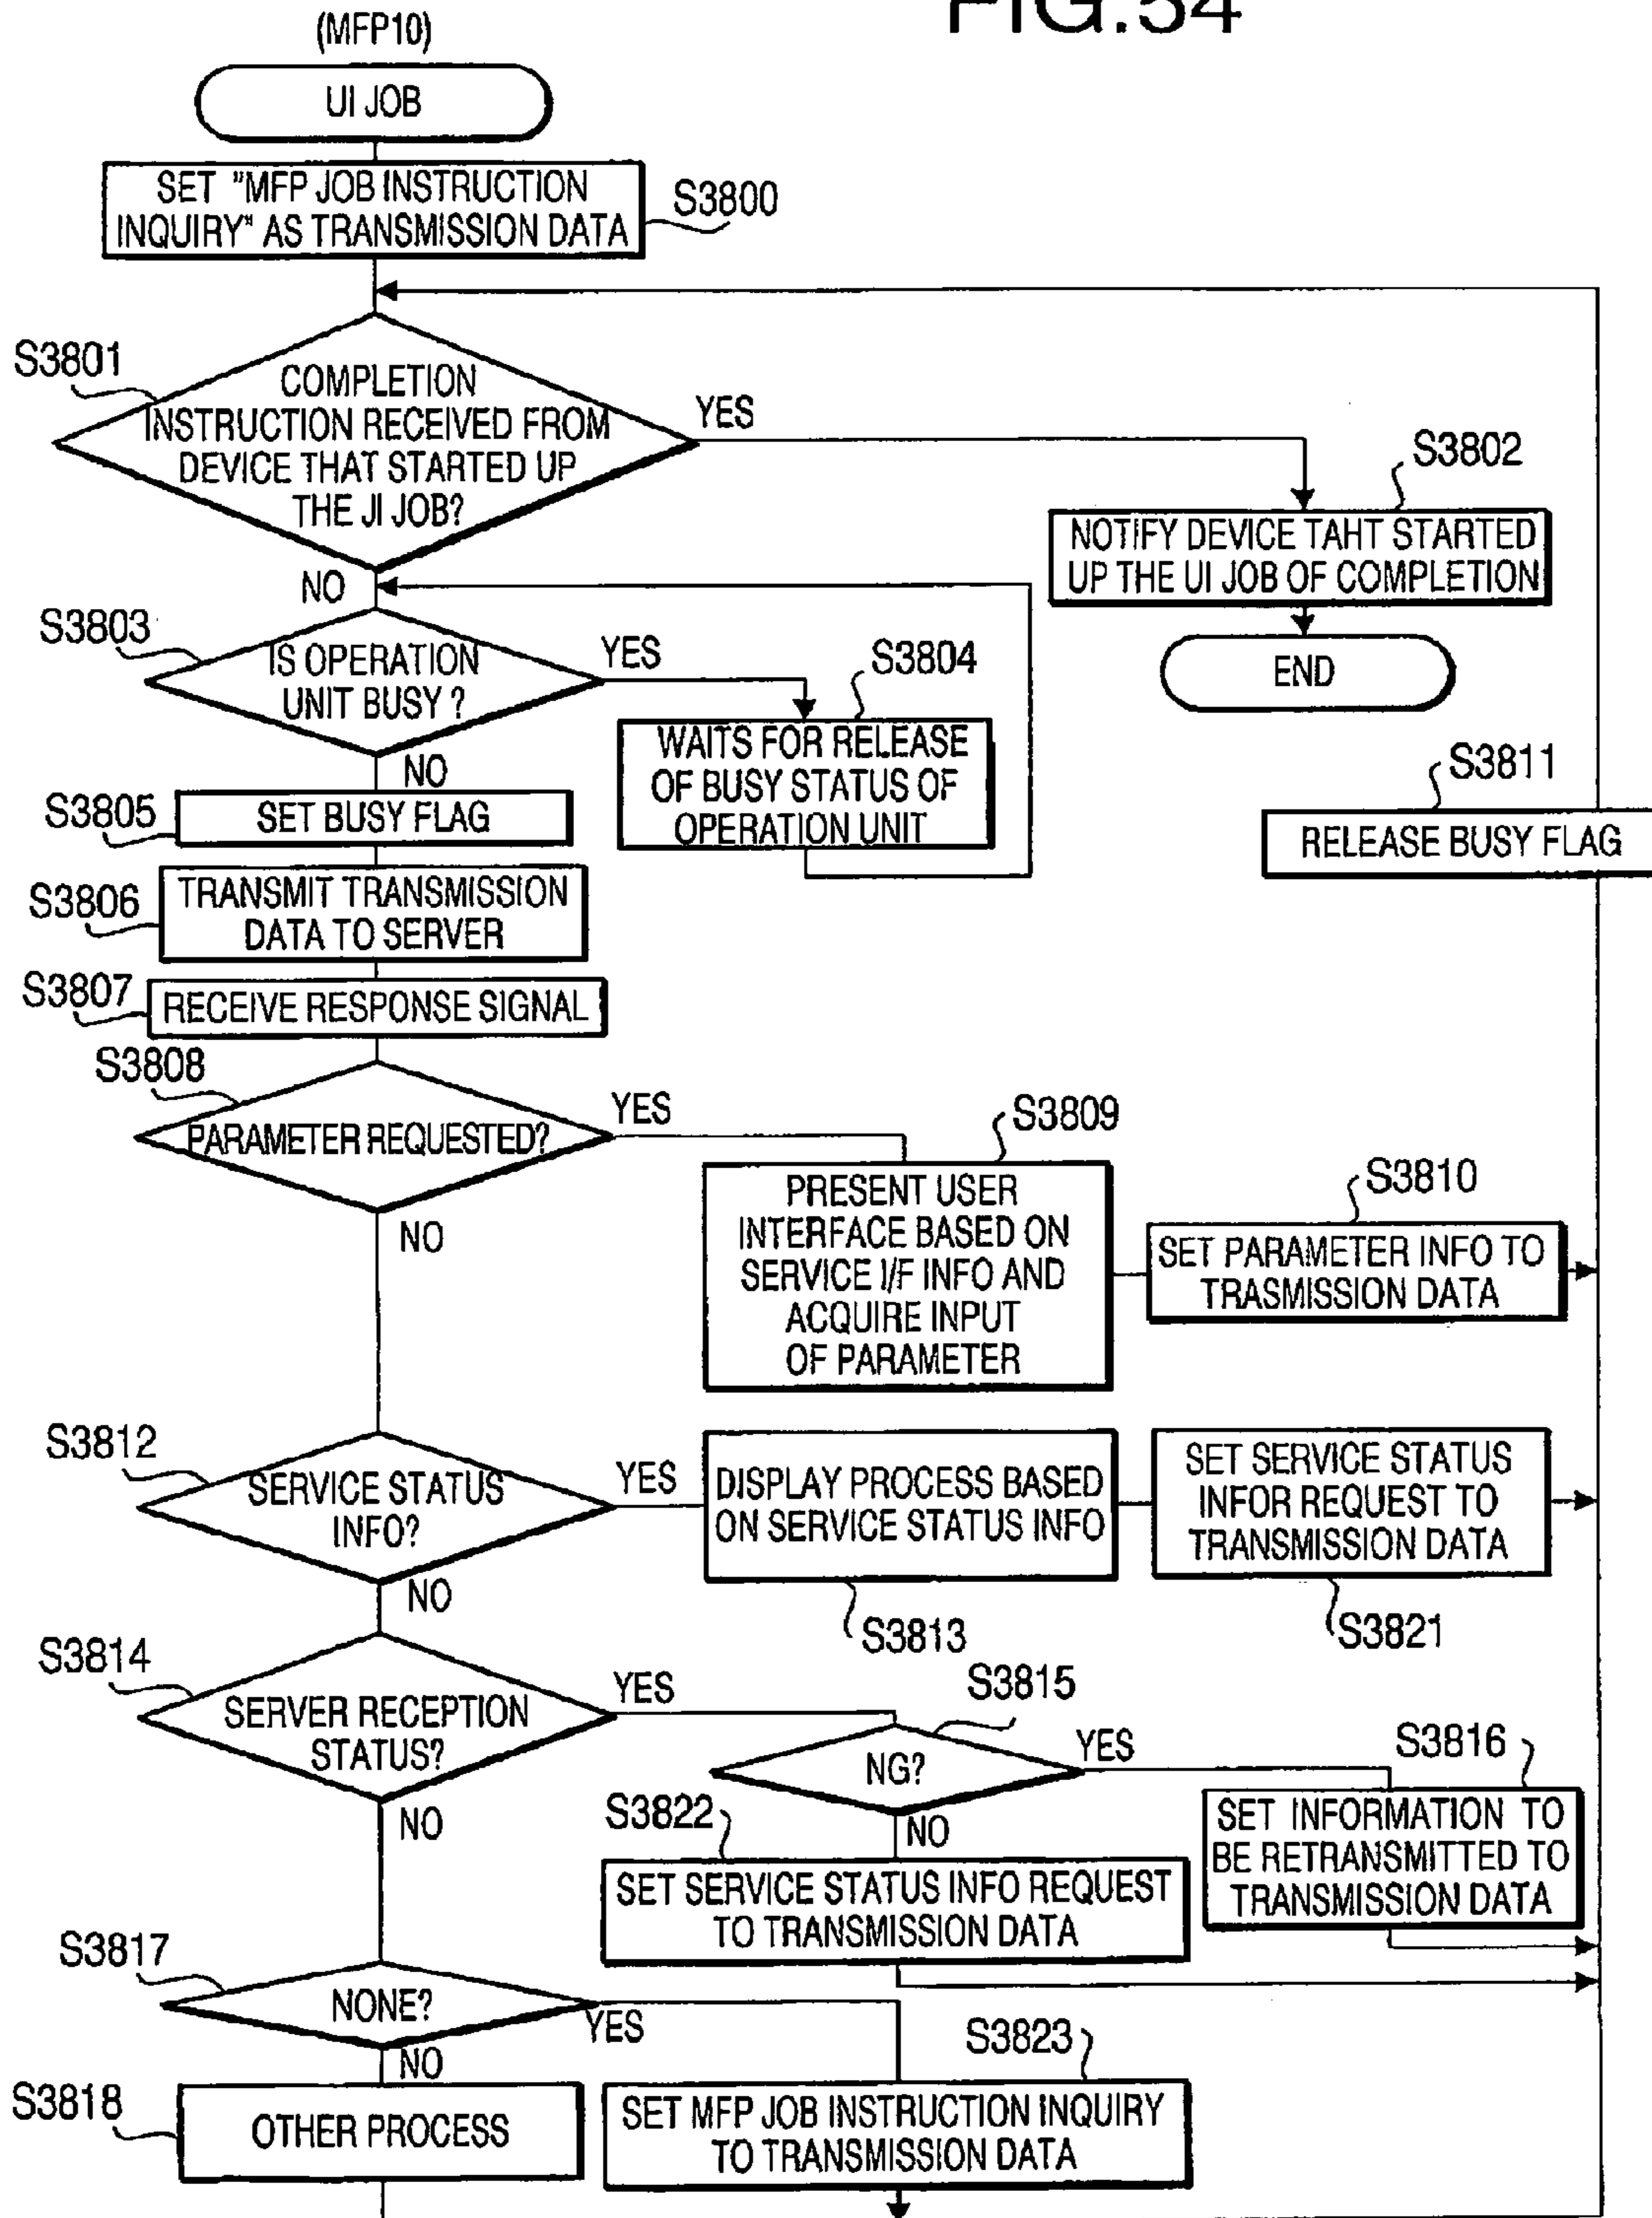 FIG.54
(MFP10)
UI JOB
SET "MFP JOB INSTRUCTION
INQUIRY" AS TRANSMISSION DATA
S3800
S3801
COMPLETION
INSTRUCTION RECEIVED FROM
DEVICE THAT STARTED UP
THE JI JOB?
YES
NO
S3802
NOTIFY DEVICE TAHT STARTED
UP THE UI JOB OF COMPLETION
END
S3803
IS OPERATION
UNIT BUSY ?
YES
NO
S3804
WAITS FOR RELEASE
OF BUSY STATUS OF
OPERATION UNIT
S3805
SET BUSY FLAG
S3811
RELEASE BUSY FLAG
S3806
TRANSMIT TRANSMISSION
DATA TO SERVER
S3807
RECEIVE RESPONSE SIGNAL
S3808
PARAMETER REQUESTED?
YES
NO
S3809
PRESENT USER
INTERFACE BASED ON
SERVICE I/F INFO AND
ACQUIRE INPUT
OF PARAMETER
S3810
SET PARAMETER INFO TO
TRASMISSION DATA
S3812
SERVICE STATUS
INFO?
YES
NO
DISPLAY PROCESS BASED
ON SERVICE STATUS INFO
S3813
SET SERVICE STATUS
INFOR REQUEST TO
TRANSMISSION DATA
S3821
S3814
SERVER RECEPTION
STATUS?
YES
NO
S3815
NG?
YES
NO
S3816
SET INFORMATION TO
BE RETRANSMITTED TO
TRANSMISSION DATA
S3822
SET SERVICE STATUS INFO REQUEST
TO TRANSMISSION DATA
S3817
NONE?
YES
NO
S3823
SET MFP JOB INSTRUCTION INQUIRY
TO TRANSMISSION DATA
S3818
OTHER PROCESS